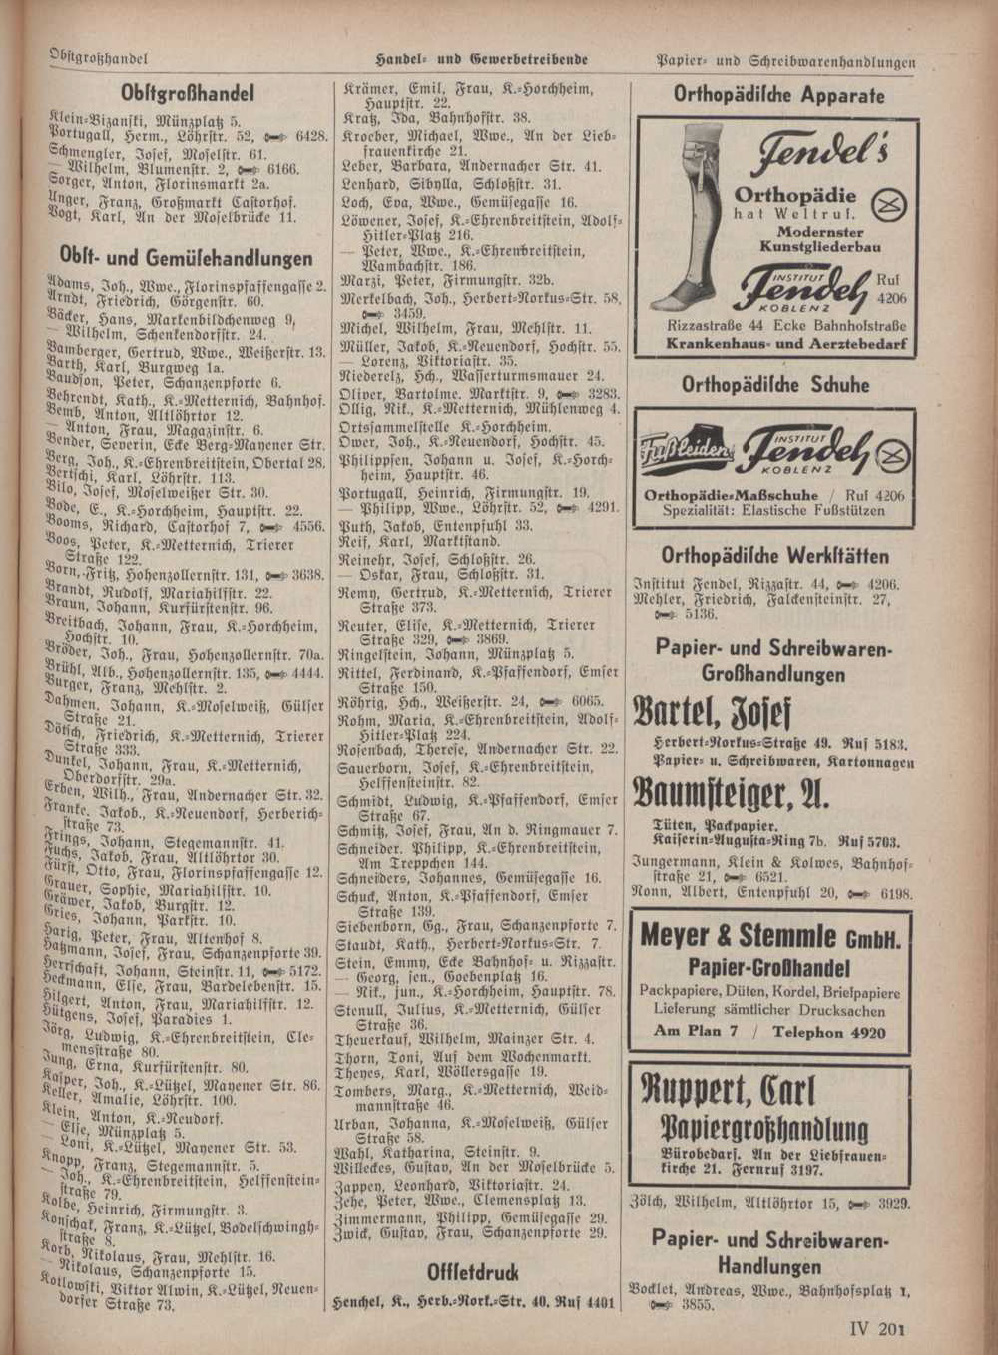 Obstgroßhandel
Handel- und Gewerbetreibende
Papier- und Schreibwarenhandlungen
Obstgroßhandel
Klein-Bizanski, Münzplatz 5.
Portugall, Herm., Löhrstr. 52, 6428.
Schmengler, Josef, Moselstr. 61.
— Wilhelm, Blumenstr. 2, 6166.
Sorger, Anton, Florinsmarkt 2a.
Unger, Franz, Großmarkt Castorhof.
Vogt, Karl, An der Moselbrücke 11.
Obst- und Gemüsehandlungen
Adams, Joh., Wwe., Florinspfaffengasse 2.
Arndt, Friedrich, Görgenstr. 60.
Bäcker, Hans, Markenbildchenweg 9,
— Wilhelm, Schenkendorfstr. 24.
Bamberger, Gertrud, Wwe., Weißerstr. 13.
Barth, Karl, Burgweg 1a.
Baudson, Peter, Schanzenpforte 6.
Behrendt, Kath., K.-Metternich, Bahnhof.
Bemb, Anton, Altlöhrtor 12.
— Anton, Frau, Magazinstr. 6.
Bender, Severin, Ecke Berg-Mayener Str.
Berg, Joh., K.-Ehrenbreitstein, Obertal 28.
Bertschi, Karl, Löhrstr. 113.
Bilo, Josef, Moselweißer Str. 30.
Bode, E., K.-Horchheim, Hauptstr. 22.
Booms, Richard, Castorhof 7, 4556.
Boos, Peter, K.-Metternich, Trierer
Straße 122.
Born, Fritz, Hohenzollernstr. 131, 3638.
Brandt, Rudolf, Mariahilfstr. 22.
Braun, Johann, Kurfürstenstr. 96.
Breitbach, Johann, Frau, K.-Horchheim,
Hochstr. 10.
Bröder, Joh., Frau, Hohenzollernstr. 70a.
Brühl, Alb., Hohenzollernstr. 135, 4444.
Burger, Franz, Mehlstr. 2.
Dahmen, Johann, K.-Moselweiß, Gülser
Straße 21.
Dötsch, Friedrich, K.-Metternich, Trierer
Straße 333.
Dunkel, Johann, Frau, K.-Metternich,
Oberdorfstr. 29a.
Erben, Wilh., Frau, Andernacher Str. 32.
Franke, Jakob., K.-Neuendorf, Herberich-
straße 73.
Frings, Johann, Stegemannstr. 41.
Fuchs, Jakob, Frau, Altlöhrtor 30.
Fürst, Otto, Frau, Florinspfaffengasse 12.
Grauer, Sophie, Mariahilfstr. 10.
Gräwer, Jakob, Burgstr. 12.
Gries, Johann, Parkstr. 10.
Harig, Peter, Frau, Altenhof 8.
Haßmann, Josef, Frau, Schanzenpforte 39.
Herrschaft, Johann, Steinstr. 11, 5172.
Heckmann, Else, Frau, Bardelebenstr. 15.
Hilgert, Anton, Frau, Mariahilfstr. 12.
Hütgens, Josef, Paradies 1.
Jörg, Ludwig, K.-Ehrenbreitstein, Cle-
mensstraße 80.
Jung, Erna, Kurfürstenstr. 80.
Kasper, Joh., K.-Lützel, Mayener Str. 86.
Keller, Amalie, Löhrstr. 100.
Klein, Anton, K.-Neudorf.
— Else, Münzplatz 5.
— Loni, K.-Lützel, Mayener Str. 53.
Knopp, Franz, Stegemannstr. 5.
— Joh., K.-Ehrenbreitstein, Helffenstein-
straße 79.
Kolbe, Heinrich, Firmungstr. 3.
Konschak, Franz, K.-Lützel, Bodelschwingh-
straße 8.
Korb, Nikolaus, Frau, Mehlstr. 16.
— Nikolaus, Schanzenpforte 15.
Kotlowski, Viktor Alwin, K.-Lützel, Neuen-
dorfer Straße 73.
Krämer, Emil, Frau, K.-Horchheim,
Hauptstr. 22.
Kratz, Ida, Bahnhofstr. 38.
Kroeber, Michael, Wwe., An der Lieb-
frauenkirche 21.
Leber, Barbara, Andernacher Str. 41.
Lenhard, Sibylla, Schloßstr. 31.
Loch, Eva, Wwe., Gemüsegasse 16.
Löwener, Josef, K.-Ehrenbreitstein, Adolf-
Hitler-Platz 216.
— Peter, Wwe., K.-Ehrenbreitstein,
Wambachstr. 186.
Marzi, Peter, Firmungstr. 32b.
Merkelbach, Joh., Herbert-Norkus-Str. 58,
3459.
Michel, Wilhelm, Frau, Mehlstr. 11.
Müller, Jakob, K.-Neuendorf, Hochstr. 55.
— Lorenz, Viktoriastr. 35.
Niederelz, Hch., Wasserturmsmauer 24.
Oliver, Bartolme. Marktstr. 9, 3283.
Ollig, Nik., K.-Metternich, Mühlenweg 4.
Ortssammelstelle K.-Horchheim.
Ower, Joh., K.-Neuendorf, Hochstr. 45.
Philippsen, Johann u. Josef, K.-Horch-
heim, Hauptstr. 46.
Portugall, Heinrich, Firmungstr. 19.
— Philipp, Wwe., Löhrstr. 52, 4291.
Puth, Jakob, Entenpfuhl 33.
Reif, Karl, Marktstand.
Reinehr, Josef, Schloßstr. 26.
— Oskar, Frau, Schloßstr. 31.
Remy, Gertrud, K.-Metternich, Trierer
Straße 373.
Reuter, Elise, K.-Metternich, Trierer
Straße 329, 3869.
Ringelstein, Johann, Münzplatz 5.
Rittel, Ferdinand, K.-Pfaffendorf, Emser
Straße 150.
Röhrig, Hch., Weißerstr. 24, 6065.
Rohm, Maria, K.-Ehrenbreitstein, Adolf-
Hitler-Platz 224.
Rosenbach, Therese, Andernacher Str. 22.
Sauerborn, Josef, K.-Ehrenbreitstein,
Helffensteinstr. 82.
Schmidt, Ludwig, K.-Pfaffendorf, Emser
Straße 67.
Schmitz, Josef, Frau, An d. Ringmauer 7.
Schneider. Philipp, K.-Ehrenbreitstein,
Am Treppchen 144.
Schneiders, Johannes, Gemüsegasse 16.
Schuck, Anton, K.-Pfaffendorf, Emser
Straße 139.
Siebenborn, Gg., Frau, Schanzenpforte 7.
Staudt, Kath., Herbert-Norkus-Str. 7.
Stein, Emmy, Ecke Bahnhof- u. Rizzastr.
— Georg, sen., Goebenplatz 16.
— Nik., jun., K.-Horchheim, Hauptstr. 78.
Stenull, Julius, K.-Metternich, Gülser
Straße 36.
Theuerkauf, Wilhelm, Mainzer Str. 4.
Thorn, Toni, Auf dem Wochenmarkt.
Theyes, Karl, Wöllersgasse 19.
Tombers, Marg., K.-Metternich, Weid-
mannstraße 46.
Urban, Johanna, K.-Moselweiß, Gülser
Straße 58.
Wahl, Katharina, Steinstr. 9.
Willeckes, Gustav, An der Moselbrücke 5.
Zappen, Leonhard, Viktoriastr. 24.
Zehe, Peter, Wwe., Clemensplatz 13.
Zimmermann, Philipp, Gemüsegasse 29.
Zwick, Gustav, Frau, Schanzenpforte 29.
Offsetdruck
Henchel, K., Herb.-Nork.-Str. 40. Ruf 4401
Orthopädische Apparate
Fendel's
Orthopädie
hat Weltruf.
Modernster
Kunstgliederbau
INSTITUT
Fendel,
KOBLENZ
Ruf
4206
Rizzastraße 44 Ecke Bahnhofstraße
Krankenhaus- und Aerztebedarf
Orthopädische Schuhe
Fußleiden
INSTITUT
Fendel,
KOBLENZ
Orthopädie-Maßschuhe / Ruf 4206
Spezialität: Elastische Fußstützen
Orthopädische Werkstätten
Institut Fendel, Rizzastr. 44, 4206.
Mehler, Friedrich, Falckensteinstr. 27,
5136.
Papier- und Schreibwaren-
Großhandlungen
Bartel, Josef
Herbert-Norkus-Straße 49. Ruf 5183.
Papier- u. Schreibwaren, Kartonnagen
Baumsteiger, A.
Tüten, Packpapier.
Kaiserin-Augusta-Ring 7b. Ruf 5703.
Jungermann, Klein & Kolwes, Bahnhof-
straße 21, 6521.
Nonn, Albert, Entenpfuhl 20, 6198.
Meyer & Stemmle GmbH.
Papier-Großhandel
Packpapiere, Düten, Kordel, Briefpapiere
Lieferung sämtlicher Drucksachen
Am Plan 7 / Telephon 4920
Ruppert, Carl
Papiergroßhandlung
Bürobedarf. An der Liebfrauen-
kirche 21. Fernruf 3197.
Zölch, Wilhelm, Altlöhrtor 15, 3929.
Papier- und Schreibwaren-
Handlungen
Bocklet, Andreas, Wwe., Bahnhofsplatz 1,
3855.
IV 201